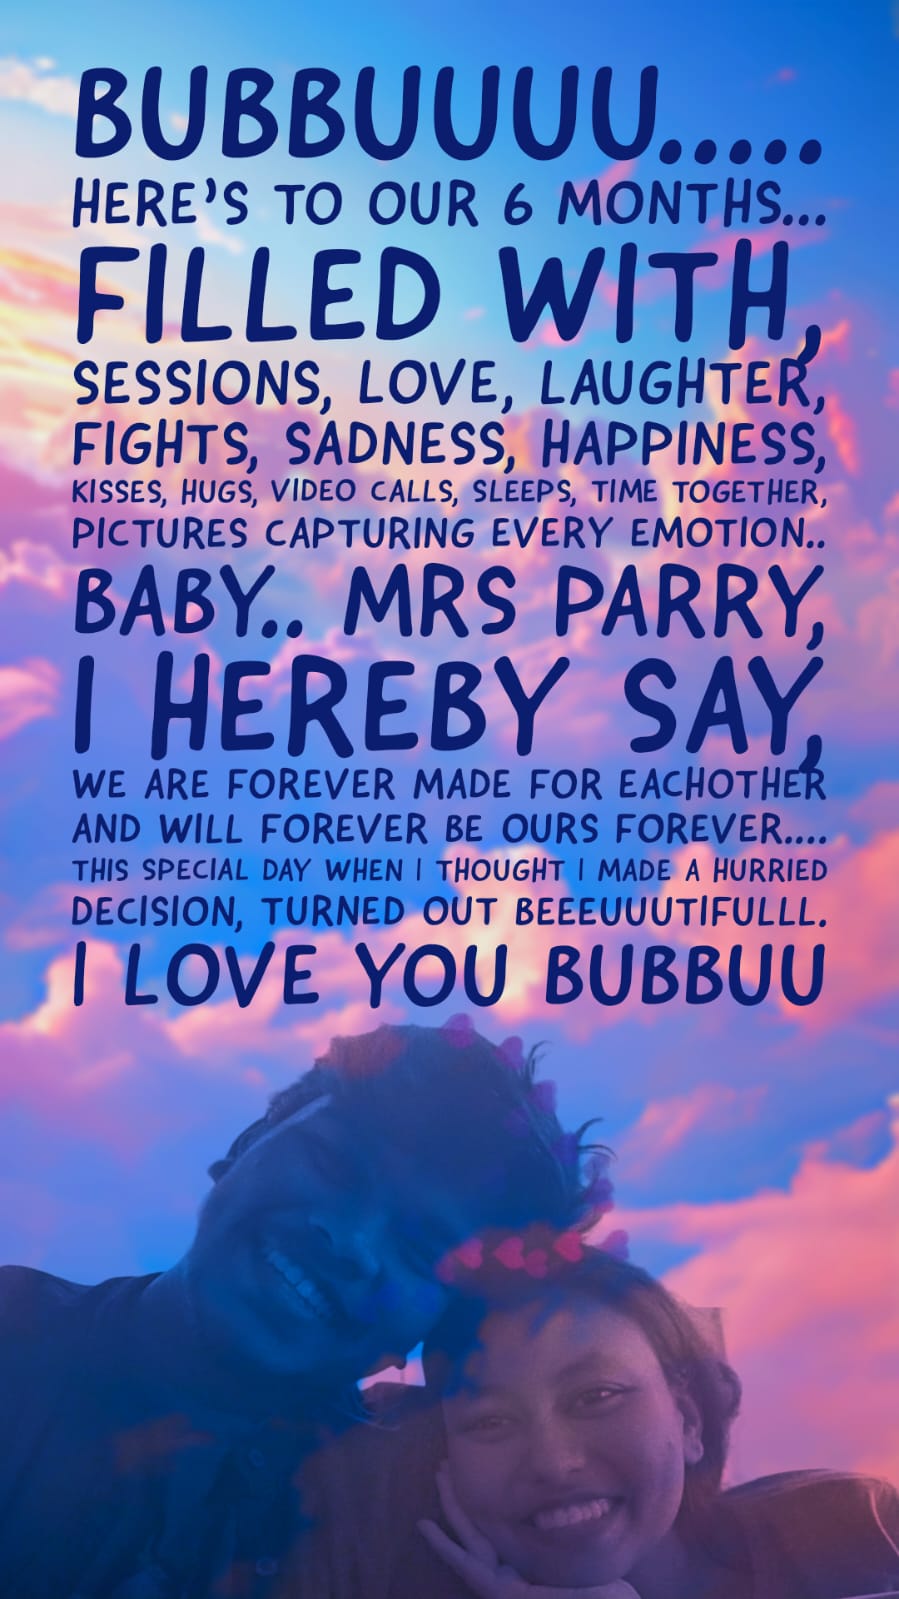 BUBBUUUU.....
HERE'S TO OUR 6 MONTHS...
FILLED WITH,
SESSIONS, LOVE, LAUGHTER,
FIGHTS, SADNESS, HAPPINESS,
KISSES, HUGS, VIDEO CALLS, SLEEPS, TIME TOGETHER,
PICTURES CAPTURING EVERY EMOTION..
BABY.. MRS PARRY,
I HEREBY SAY,
WE ARE FOREVER MADE FOR EACHOTHER
AND WILL FOREVER BE OURS FOREVER....
THIS SPECIAL DAY WHEN I THOUGHT I MADE A HURRIED
DECISION, TURNED OUT BEEEUUUTIFULLL.
I LOVE YOU BUBBUU